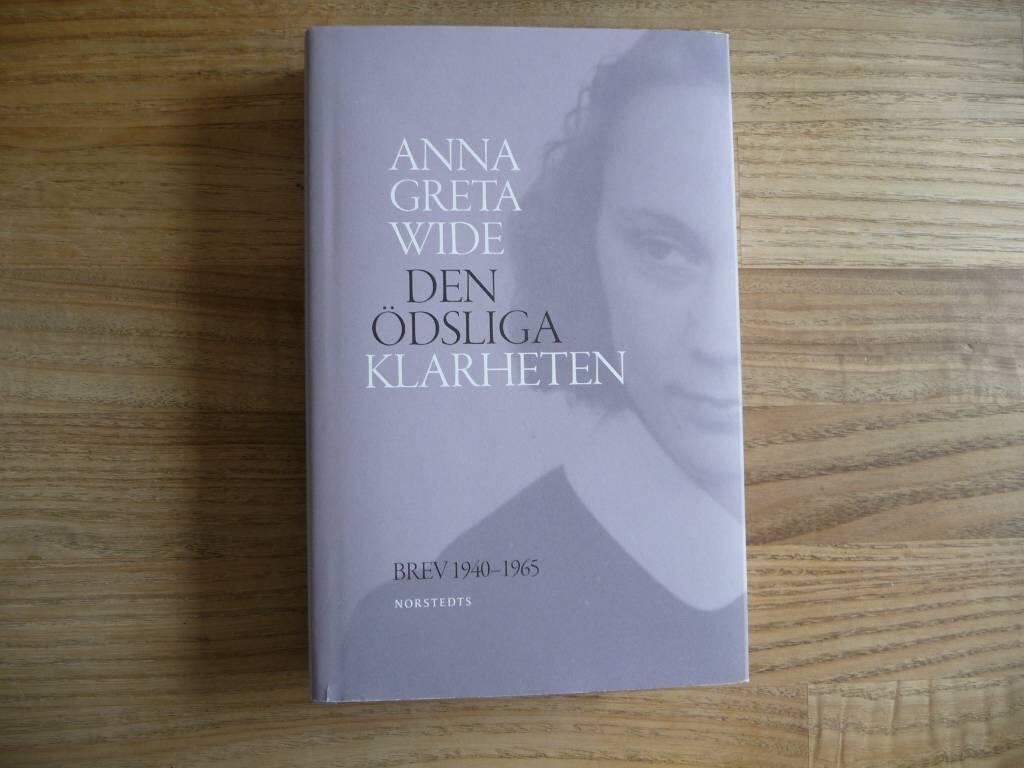 ANNA
GRETA
WIDE
DEN
ÖDSLIGA
KLARHETEN
BREV 1940–1965
NORSTEDTS